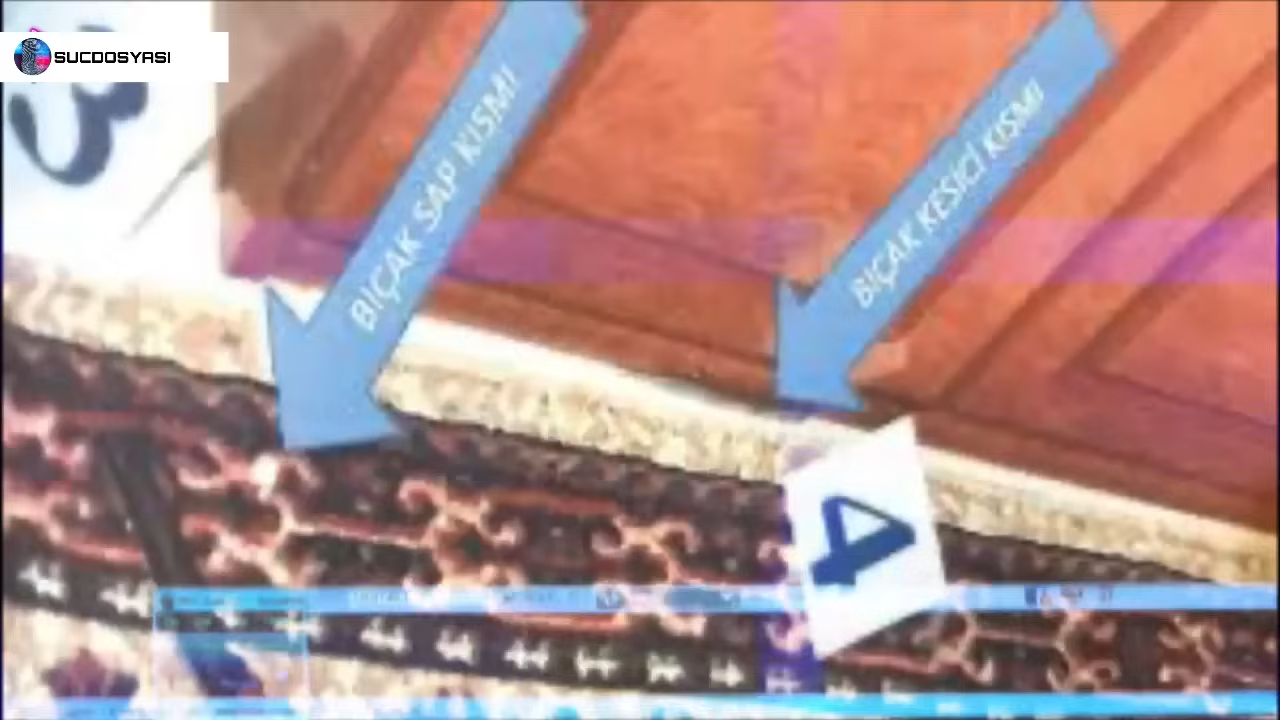 3
SUCDOSYASI
BIÇAK SAP KISMI
BIÇAK KESİCİ KISMI
4